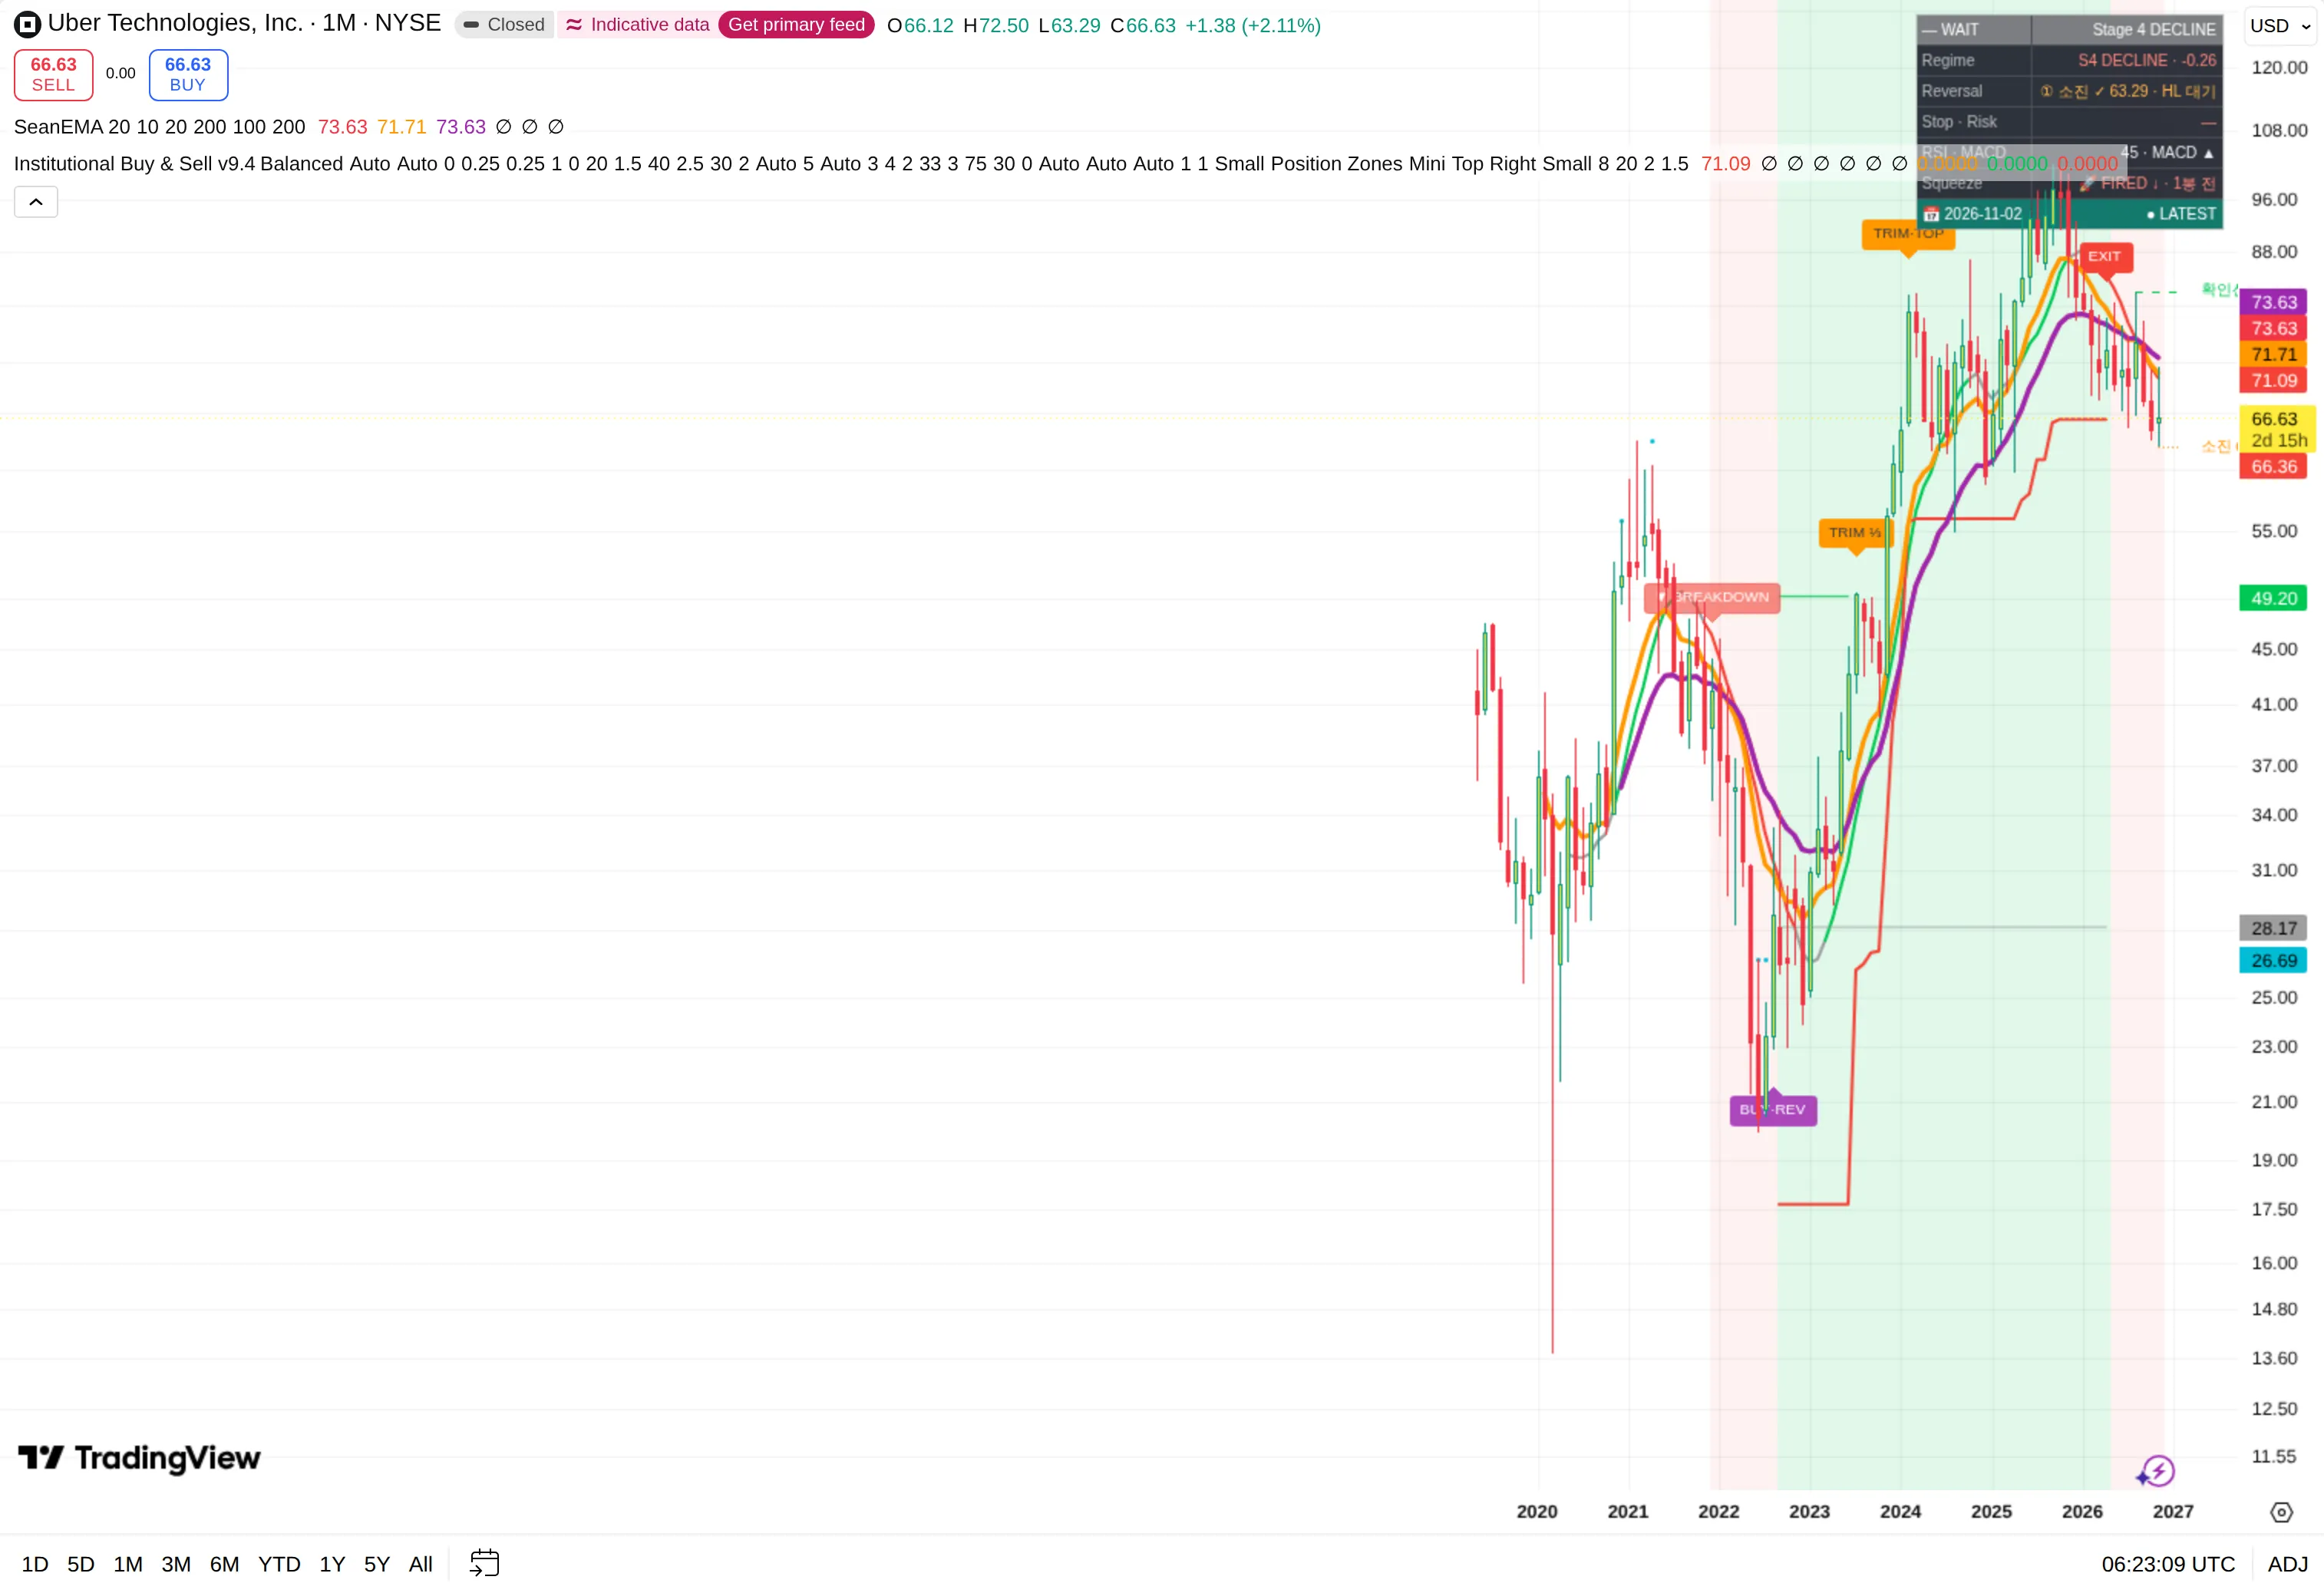 Uber Technologies, Inc. · 1M · NYSE Closed Indicative data Get primary feed O66.12 H72.50 L63.29 C66.63 +1.38 (+2.11%)
66.63 SELL 0.00 66.63 BUY
SeanEMA 20 10 20 200 100 200 73.63 71.71 73.63 ∅ ∅ ∅
Institutional Buy & Sell v9.4 Balanced Auto Auto 0 0.25 0.25 1 0 20 1.5 40 2.5 30 2 Auto 5 Auto 3 4 2 33 3 75 30 0 Auto Auto Auto 1 1 Small Position Zones Mini Top Right Small 8 20 2 1.5 71.09 ∅ ∅ ∅ ∅ ∅ ∅ 0.0000 0.0000 0.0000
— WAIT Stage 4 DECLINE
Regime S4 DECLINE · -0.26
Reversal ① 소진 ✓ 63.29 · HL 대기
Stop · Risk —
RSI · MACD 45 · MACD ▲
Squeeze 🚀 FIRED ↓ · 1봉 전
📅 2026-11-02 ● LATEST
USD
120.00
108.00
96.00
88.00
73.63
73.63
71.71
71.09
66.63
2d 15h
66.36
55.00
49.20
45.00
41.00
37.00
34.00
31.00
28.17
26.69
25.00
23.00
21.00
19.00
17.50
16.00
14.80
13.60
12.50
11.55
TRIM-TOP
EXIT
소진
TRIM ⅓
BREAKDOWN
BUY-REV
TradingView
2020 2021 2022 2023 2024 2025 2026 2027
1D 5D 1M 3M 6M YTD 1Y 5Y All 06:23:09 UTC ADJ